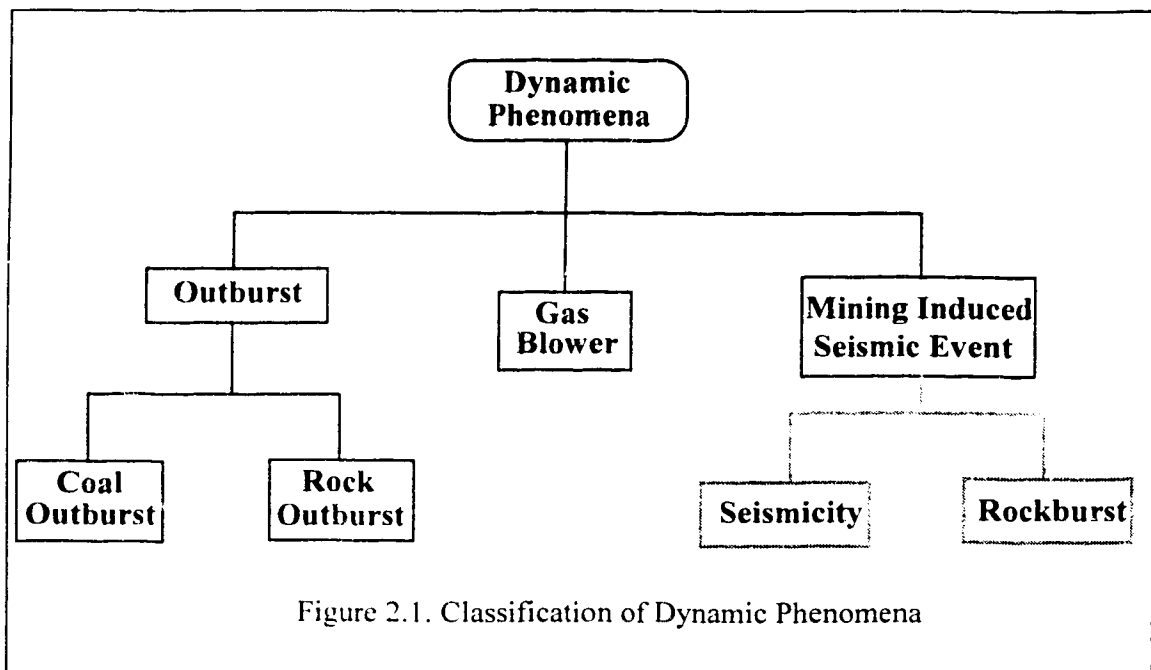 Dynamic
Phenomena
Outburst
Gas
Blower
Mining Induced
Seismic Event
Coal
Outburst
Rock
Outburst
Seismicity
Rockburst
Figure 2.1. Classification of Dynamic Phenomena